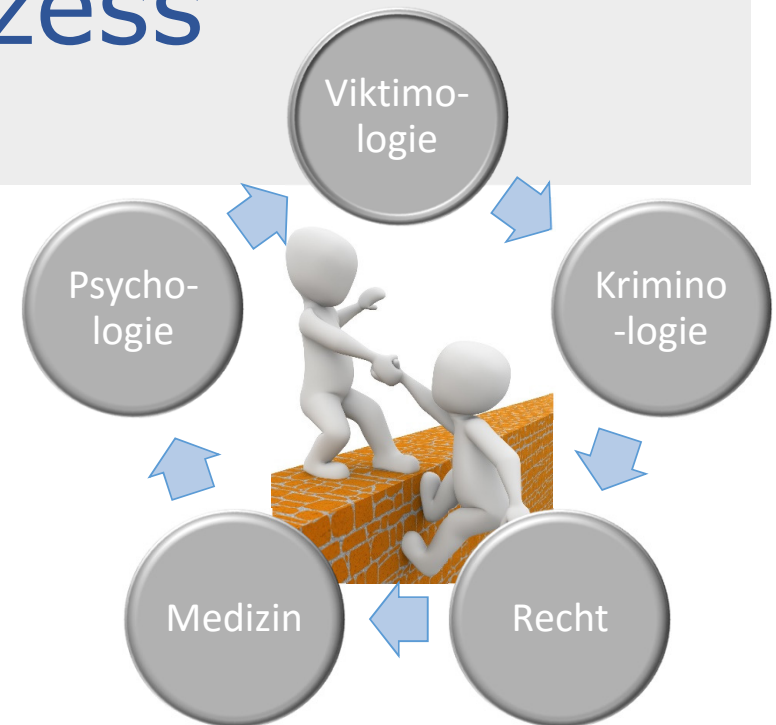 zess
Viktimo-
logie
Psycho-
logie
Krimino
-logie
Medizin
Recht